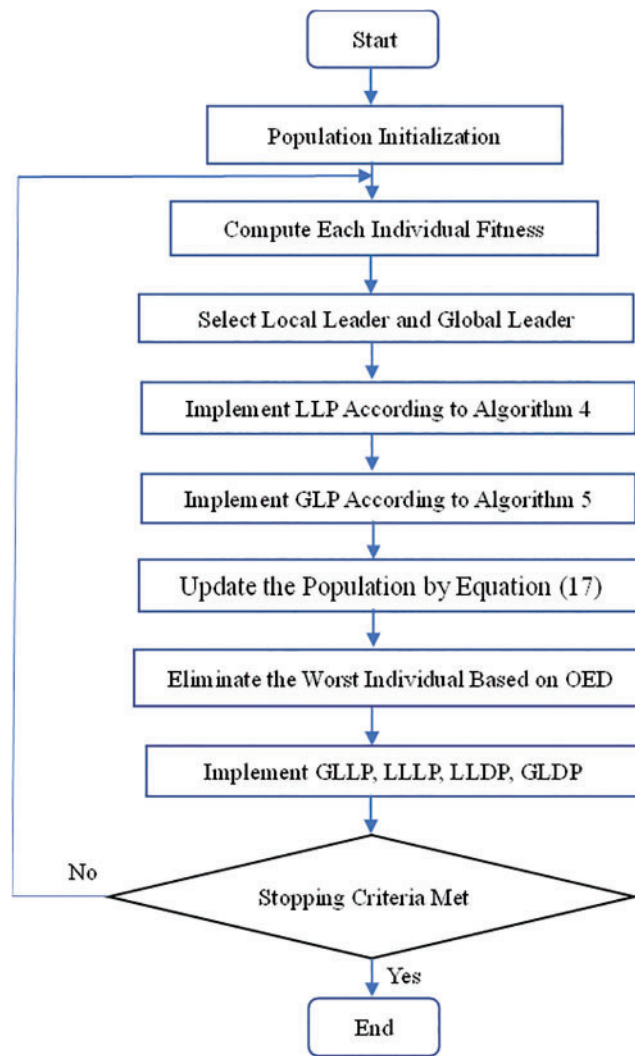 Start
Population Initialization
Compute Each Individual Fitness
Select Local Leader and Global Leader
Implement LLP According to Algorithm 4
Implement GLP According to Algorithm 5
Update the Population by Equation (17)
Eliminate the Worst Individual Based on OED
Implement GLLP, LLLP, LLDP, GLDP
No
Stopping Criteria Met
Yes
End